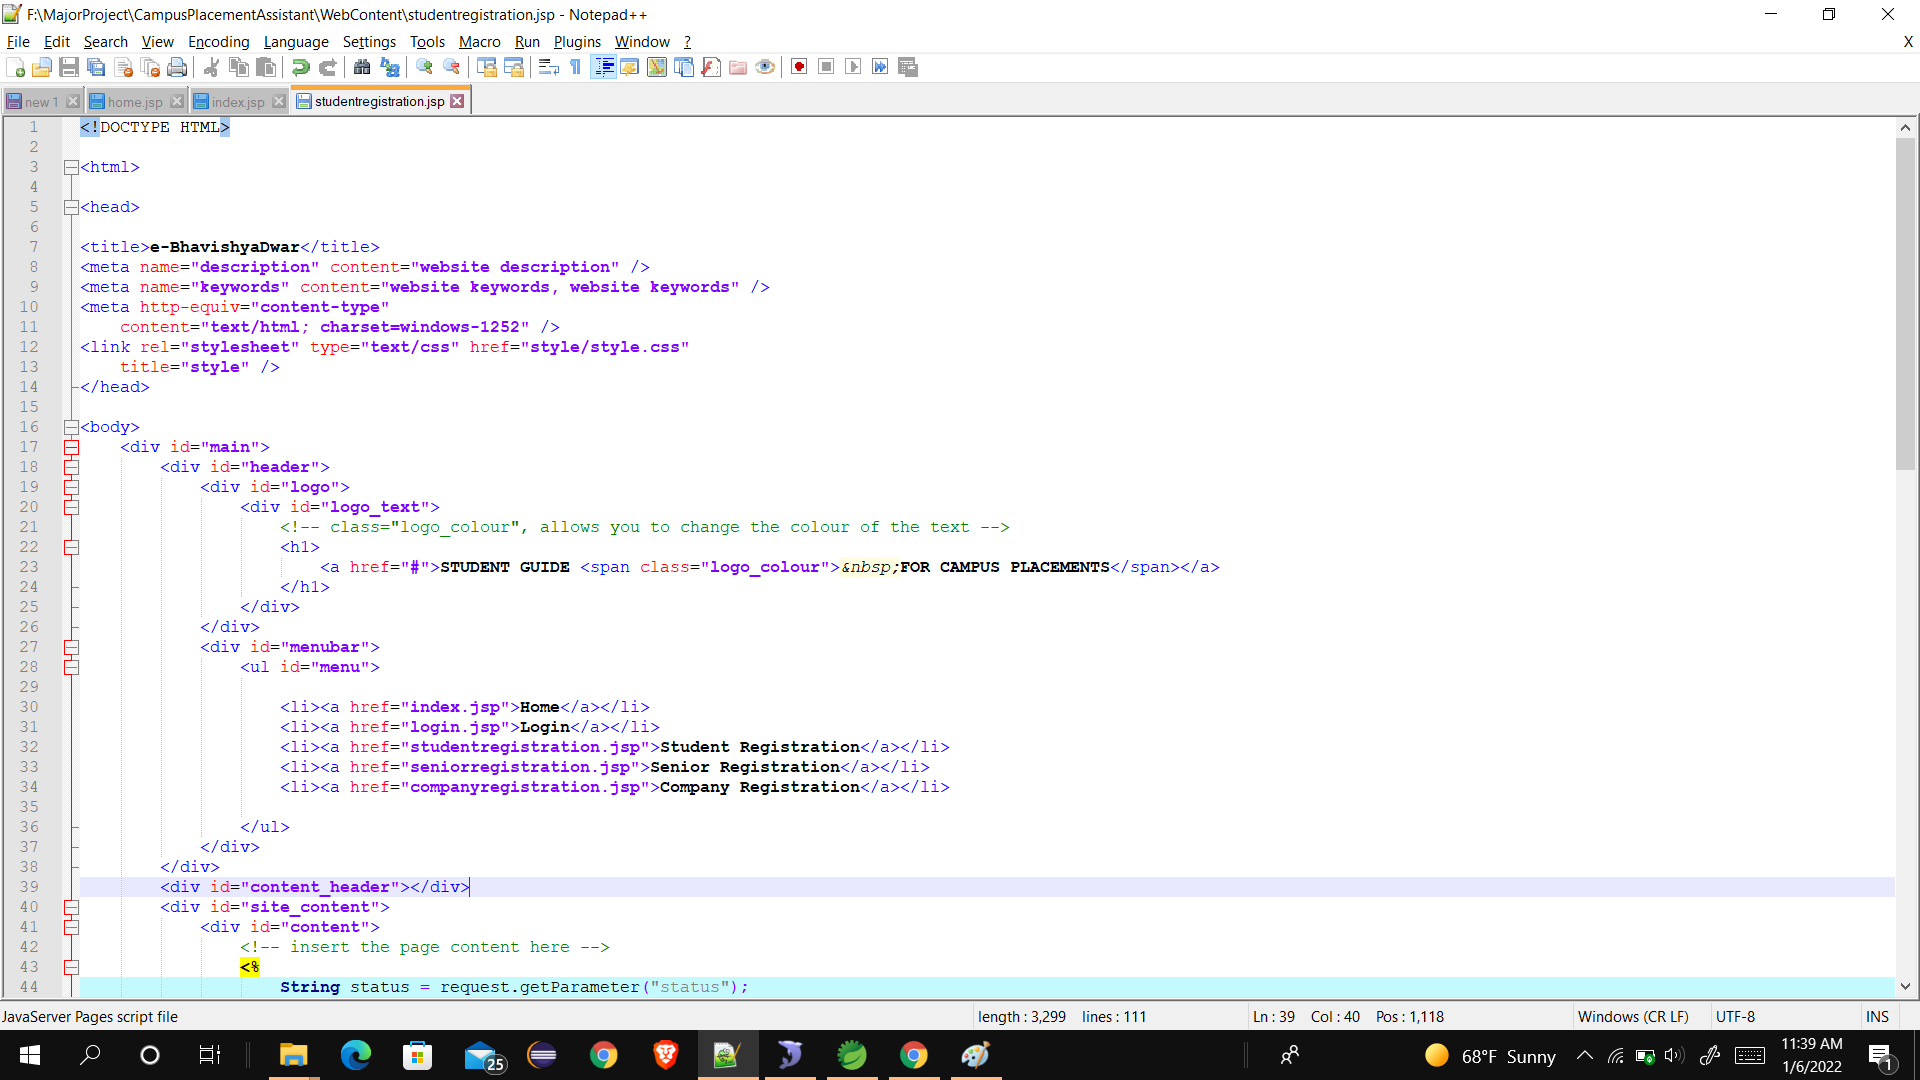 F:\MajorProject\CampusPlacementAssistant\WebContent\studentregistration.jsp - Notepad++
File Edit Search View Encoding Language Settings Tools Macro Run Plugins Window ? X
new 1 home.jsp index.jsp studentregistration.jsp
1 <!DOCTYPE HTML>
2
3 <html>
4
5 <head>
6
7 <title>e-BhavishyaDwar</title>
8 <meta name="description" content="website description" />
9 <meta name="keywords" content="website keywords, website keywords" />
10 <meta http-equiv="content-type"
11 content="text/html; charset=windows-1252" />
12 <link rel="stylesheet" type="text/css" href="style/style.css"
13 title="style" />
14 </head>
15
16 <body>
17 <div id="main">
18 <div id="header">
19 <div id="logo">
20 <div id="logo_text">
21 <!-- class="logo_colour", allows you to change the colour of the text -->
22 <h1>
23 <a href="#">STUDENT GUIDE <span class="logo_colour">&nbsp;FOR CAMPUS PLACEMENTS</span></a>
24 </h1>
25 </div>
26 </div>
27 <div id="menubar">
28 <ul id="menu">
29
30 <li><a href="index.jsp">Home</a></li>
31 <li><a href="login.jsp">Login</a></li>
32 <li><a href="studentregistration.jsp">Student Registration</a></li>
33 <li><a href="seniorregistration.jsp">Senior Registration</a></li>
34 <li><a href="companyregistration.jsp">Company Registration</a></li>
35
36 </ul>
37 </div>
38 </div>
39 <div id="content_header"></div>
40 <div id="site_content">
41 <div id="content">
42 <!-- insert the page content here -->
43 <%
44 String status = request.getParameter("status");
JavaServer Pages script file length : 3,299 lines : 111 Ln : 39 Col : 40 Pos : 1,118 Windows (CR LF) UTF-8 INS
25 68°F Sunny 11:39 AM
1/6/2022 1